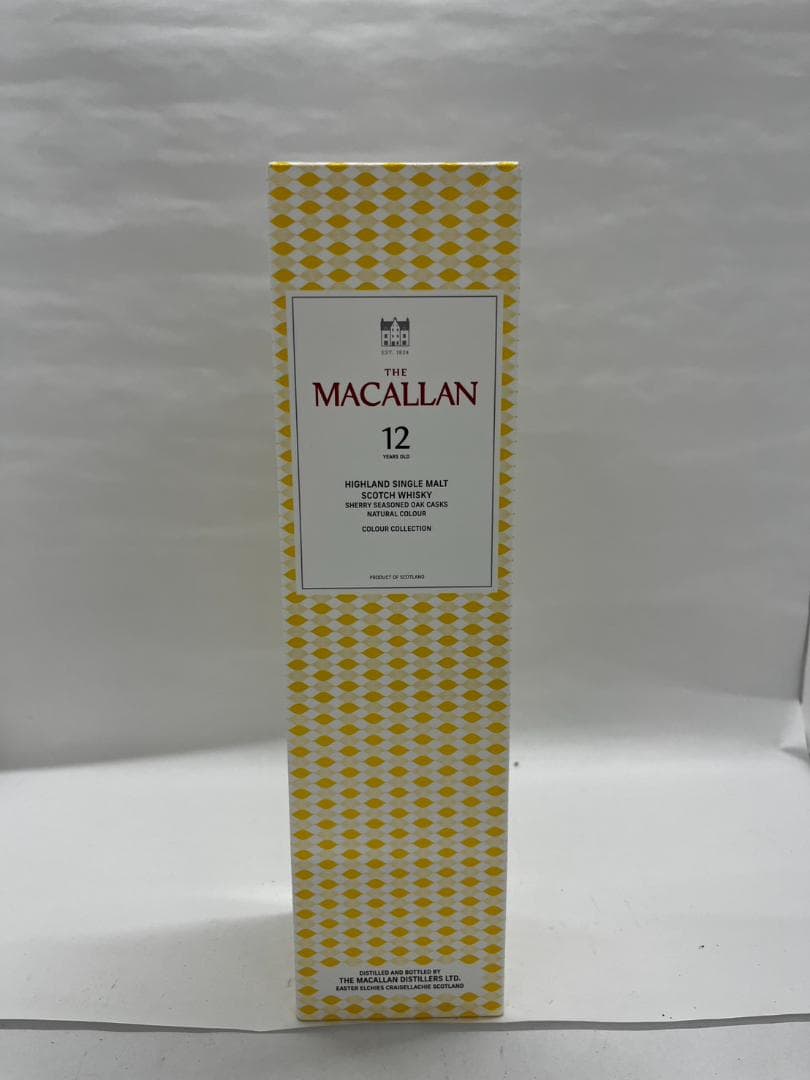 EST. 1824
THE
MACALLAN
12
YEARS OLD
HIGHLAND SINGLE MALT
SCOTCH WHISKY
SHERRY SEASONED OAK CASKS
NATURAL COLOUR
COLOUR COLLECTION
PRODUCT OF SCOTLAND
DISTILLED AND BOTTLED BY
THE MACALLAN DISTILLERS LTD.
EASTER ELCHIES CRAIGELLACHIE SCOTLAND